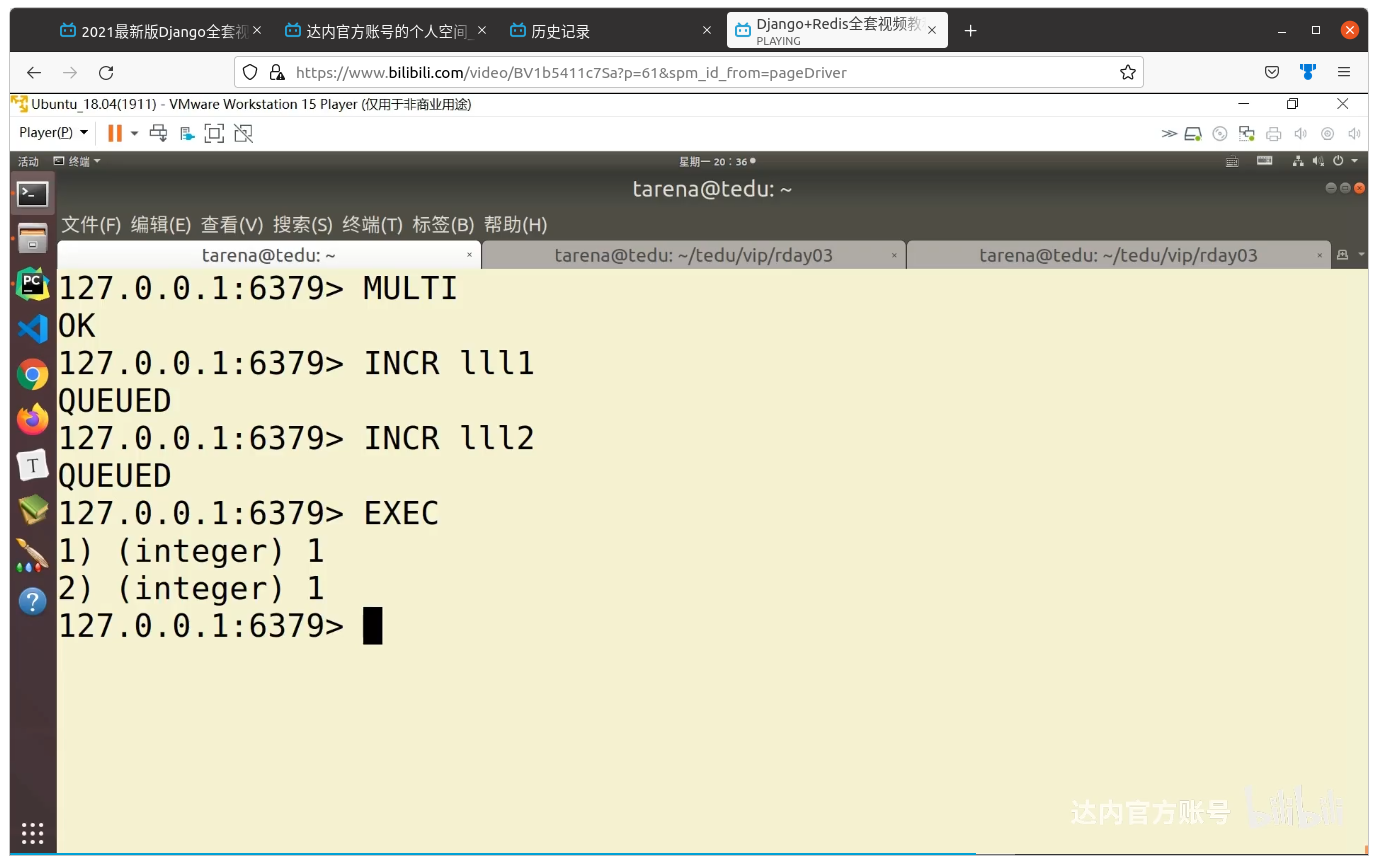 2021最新版Django全套视
达内官方账号的个人空间_
历史记录
Django+Redis全套视频教
PLAYING
https://www.bilibili.com/video/BV1b5411c7Sa?p=61&spm_id_from=pageDriver
Ubuntu_18.04(1911) - VMware Workstation 15 Player (仅用于非商业用途)
Player(P)
活动 终端 星期一 20：36
tarena@tedu: ~
文件(F) 编辑(E) 查看(V) 搜索(S) 终端(T) 标签(B) 帮助(H)
tarena@tedu: ~ tarena@tedu: ~/tedu/vip/rday03 tarena@tedu: ~/tedu/vip/rday03
127.0.0.1:6379> MULTI
OK
127.0.0.1:6379> INCR lll1
QUEUED
127.0.0.1:6379> INCR lll2
QUEUED
127.0.0.1:6379> EXEC
1) (integer) 1
2) (integer) 1
127.0.0.1:6379>
达内官方账号 bilibili